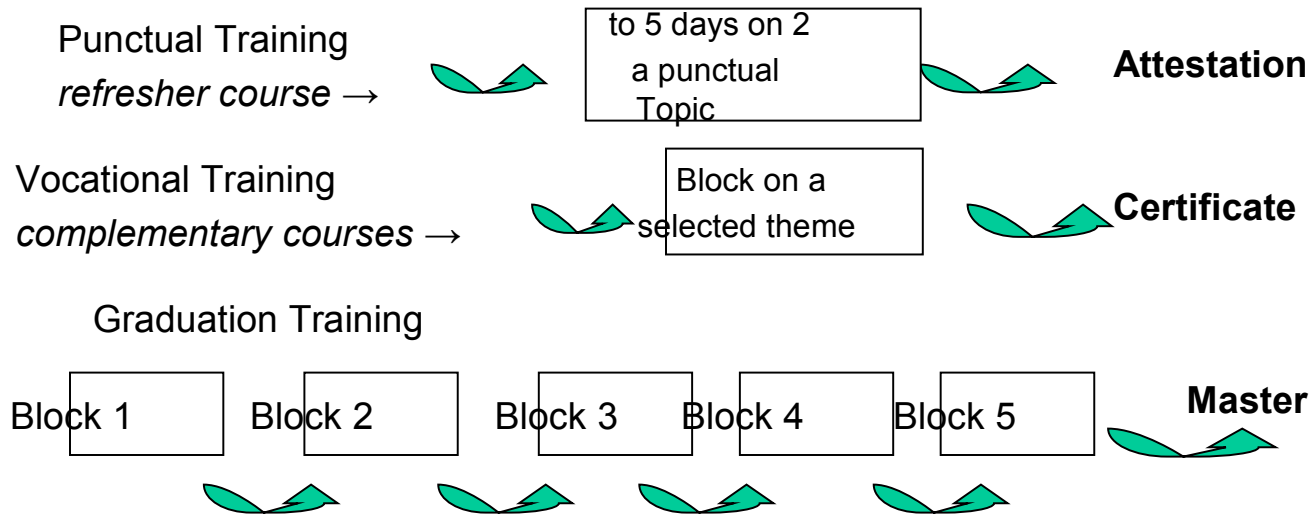 Punctual Training
refresher course →
to 5 days on 2
a punctual
Topic
Attestation
Vocational Training
complementary courses →
Block on a
selected theme
Certificate
Graduation Training
Block 1 Block 2 Block 3 Block 4 Block 5 Master